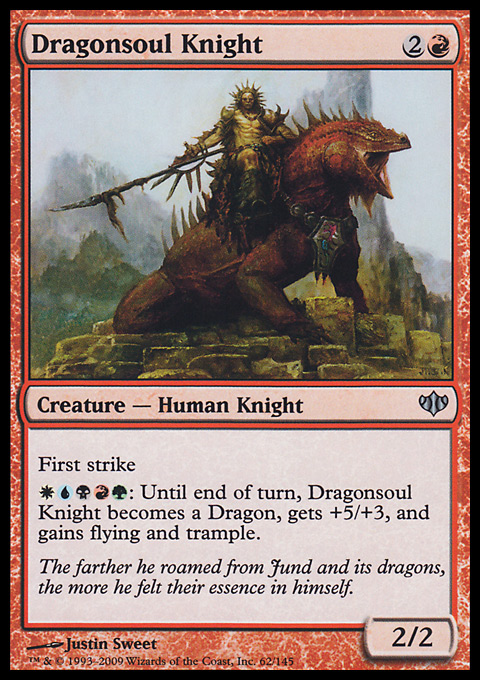 Dragonsoul Knight 2
Creature — Human Knight
First strike
: Until end of turn, Dragonsoul
Knight becomes a Dragon, gets +5/+3, and
gains flying and trample.
The farther he roamed from Jund and its dragons,
the more he felt their essence in himself.
Justin Sweet
2/2
™ & © 1993–2009 Wizards of the Coast, Inc. 62/145